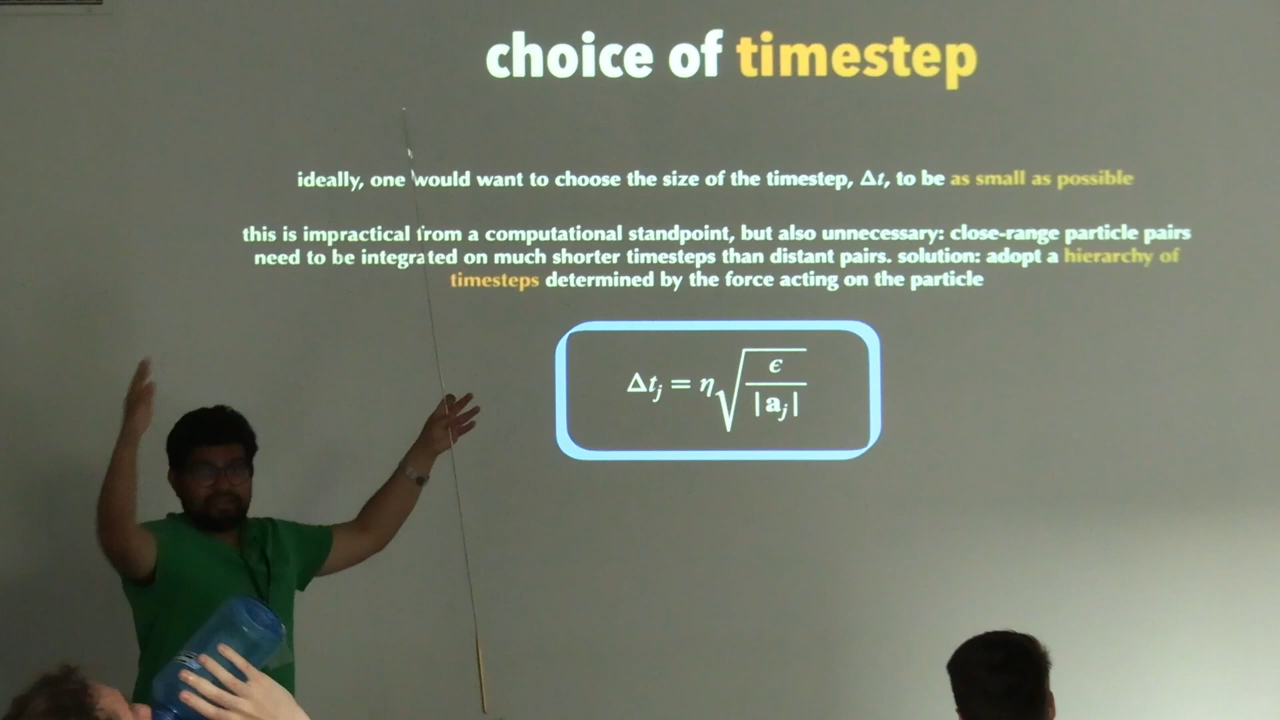 choice of timestep
ideally, one would want to choose the size of the timestep, Δt, to be as small as possible
this is impractical from a computational standpoint, but also unnecessary: close-range particle pairs
need to be integrated on much shorter timesteps than distant pairs. solution: adopt a hierarchy of
timesteps determined by the force acting on the particle
Δtⱼ = η√(ϵ/|𝐚ⱼ|)